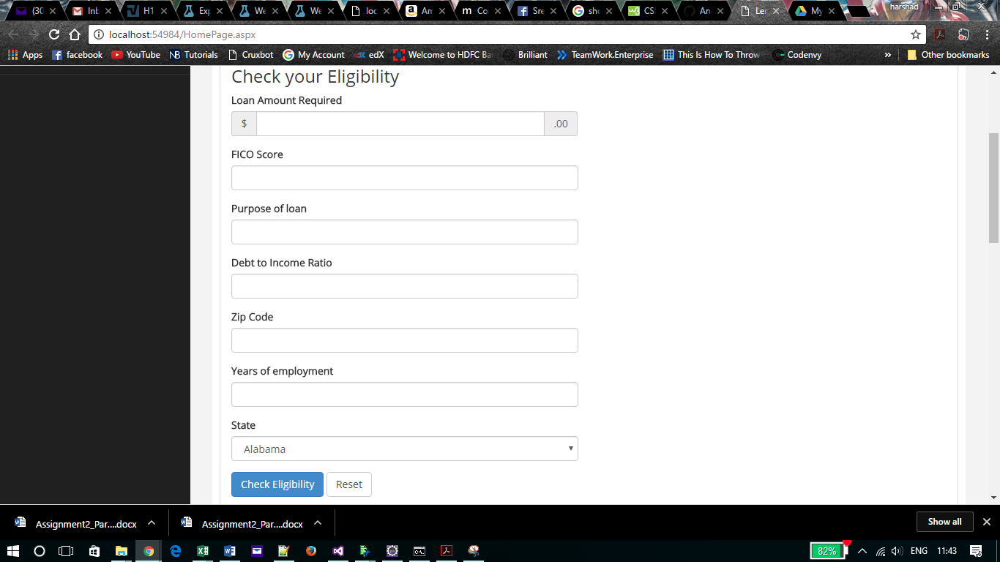 (30
Inb
H1
Exp
We
We
loc
Am
Co
Sre
sho
CS
An
Ler
My
harshad
localhost:54984/HomePage.aspx
Apps
facebook
YouTube
NB Tutorials
Cruxbot
My Account
edX
Welcome to HDFC Ba
Brilliant
TeamWork.Enterprise
This Is How To Throw
Codenvy
»
Other bookmarks
Check your Eligibility
Loan Amount Required
$
.00
FICO Score
Purpose of loan
Debt to Income Ratio
Zip Code
Years of employment
State
Alabama
Check Eligibility
Reset
Assignment2_Par....docx
Assignment2_Par....docx
Show all
82%
ENG
11:43